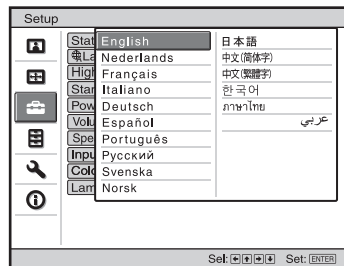 Setup
Stat
La
High
Star
Pow
Volu
Spe
Inpu
Colo
Lam
English
Nederlands
Français
Italiano
Deutsch
Español
Português
Русский
Svenska
Norsk
日本語
中文(简体字)
中文(繁體字)
한국어
ภาษาไทย
عربي
Sel: Set: ENTER